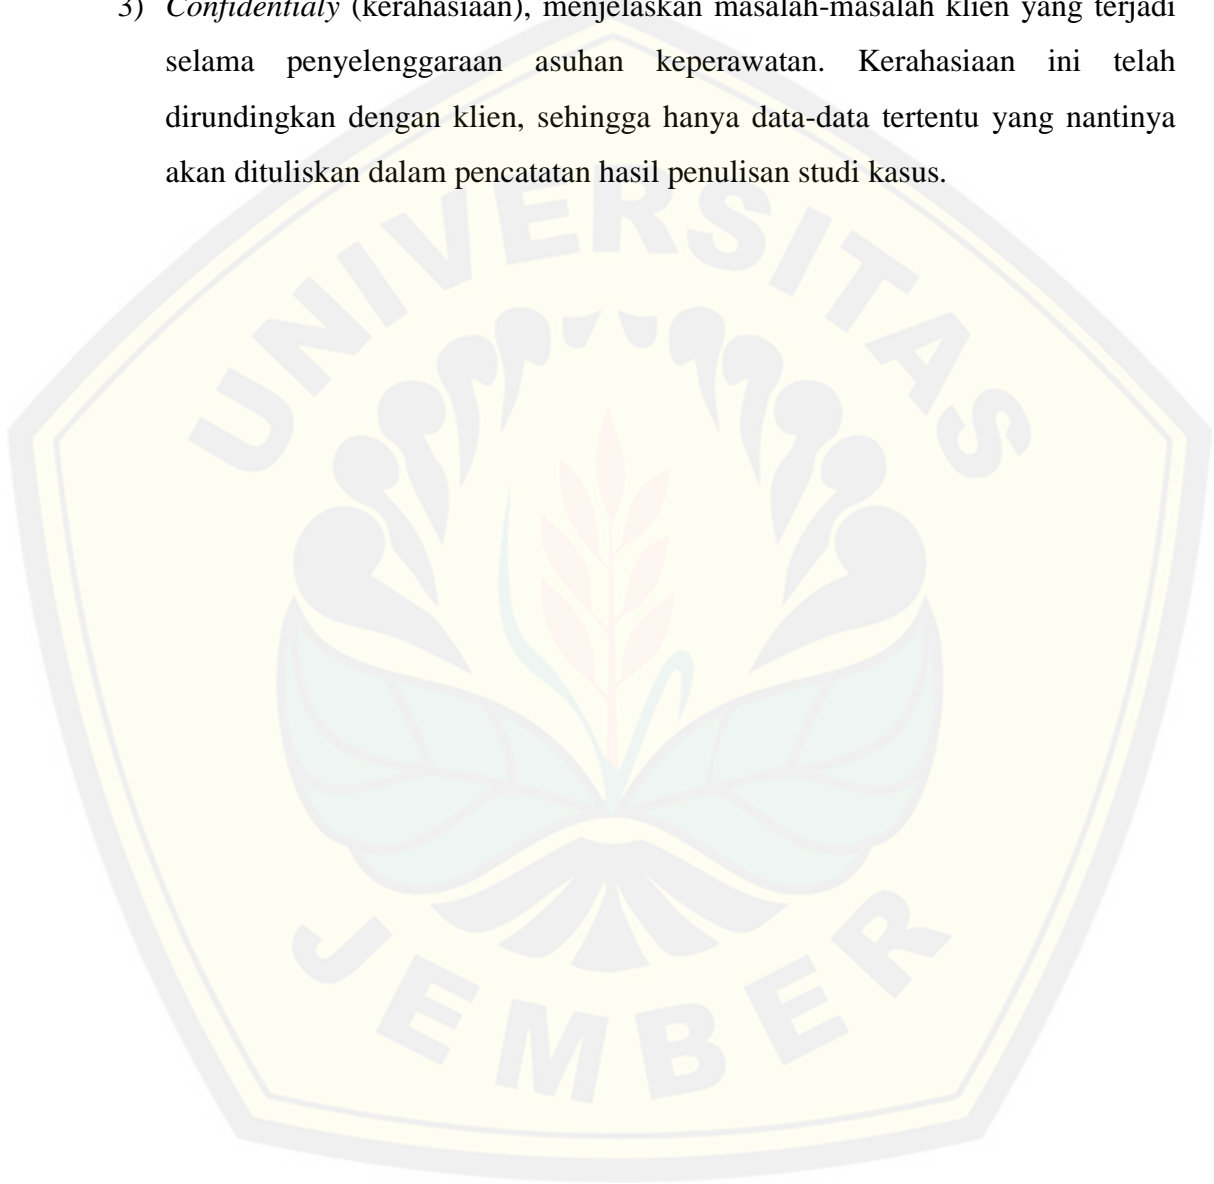 3) Confidentialy (kerahasiaan), menjelaskan masalah-masalah klien yang terjadi
selama penyelenggaraan asuhan keperawatan. Kerahasiaan ini telah
dirundingkan dengan klien, sehingga hanya data-data tertentu yang nantinya
akan dituliskan dalam pencatatan hasil penulisan studi kasus.
UNIVERSITAS
JEMBER